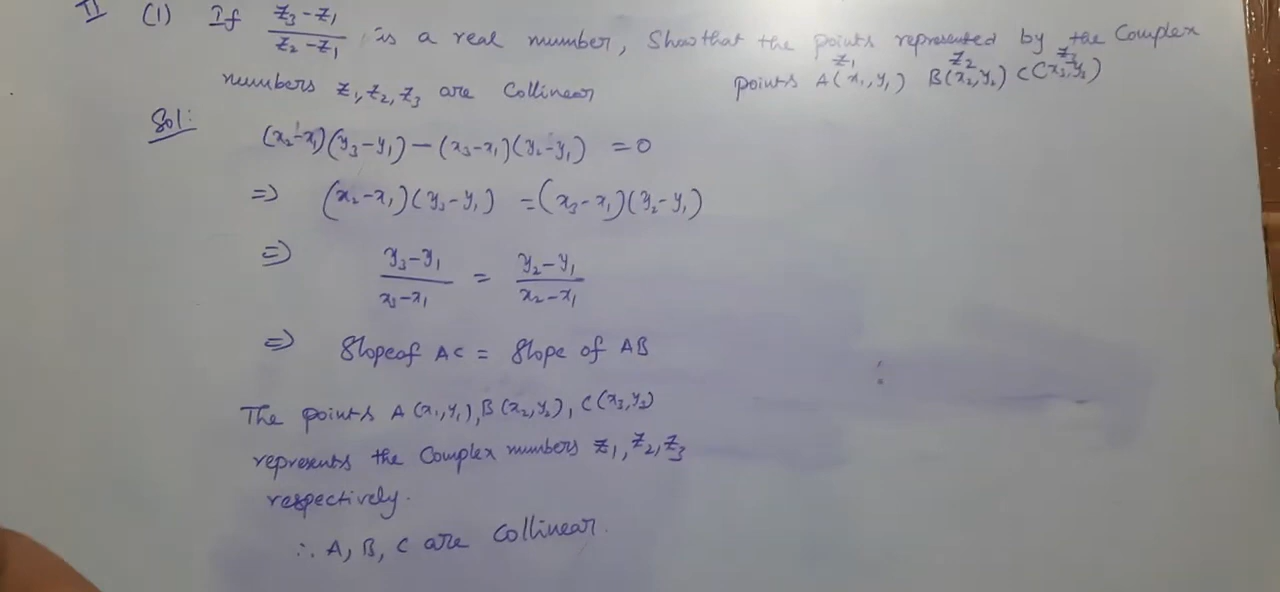 II (1) If z₃-z₁/z₂-z₁ is a real number, Show that the points represented by the Complex
numbers z₁, z₂, z₃ are Collinear
z₁ z₂ z₃
points A(x₁,y₁) B(x₂,y₂) C(x₃,y₃)
Sol:
(x₂-x₁)(y₃-y₁)-(x₃-x₁)(y₂-y₁) =0
⇒ (x₂-x₁)(y₃-y₁) =(x₃-x₁)(y₂-y₁)
⇒ y₃-y₁/x₃-x₁ = y₂-y₁/x₂-x₁
⇒ Slope of AC = Slope of AB
The points A(x₁,y₁), B(x₂,y₂), C(x₃,y₃)
represents the Complex numbers z₁, z₂, z₃
respectively.
∴ A, B, C are Collinear.